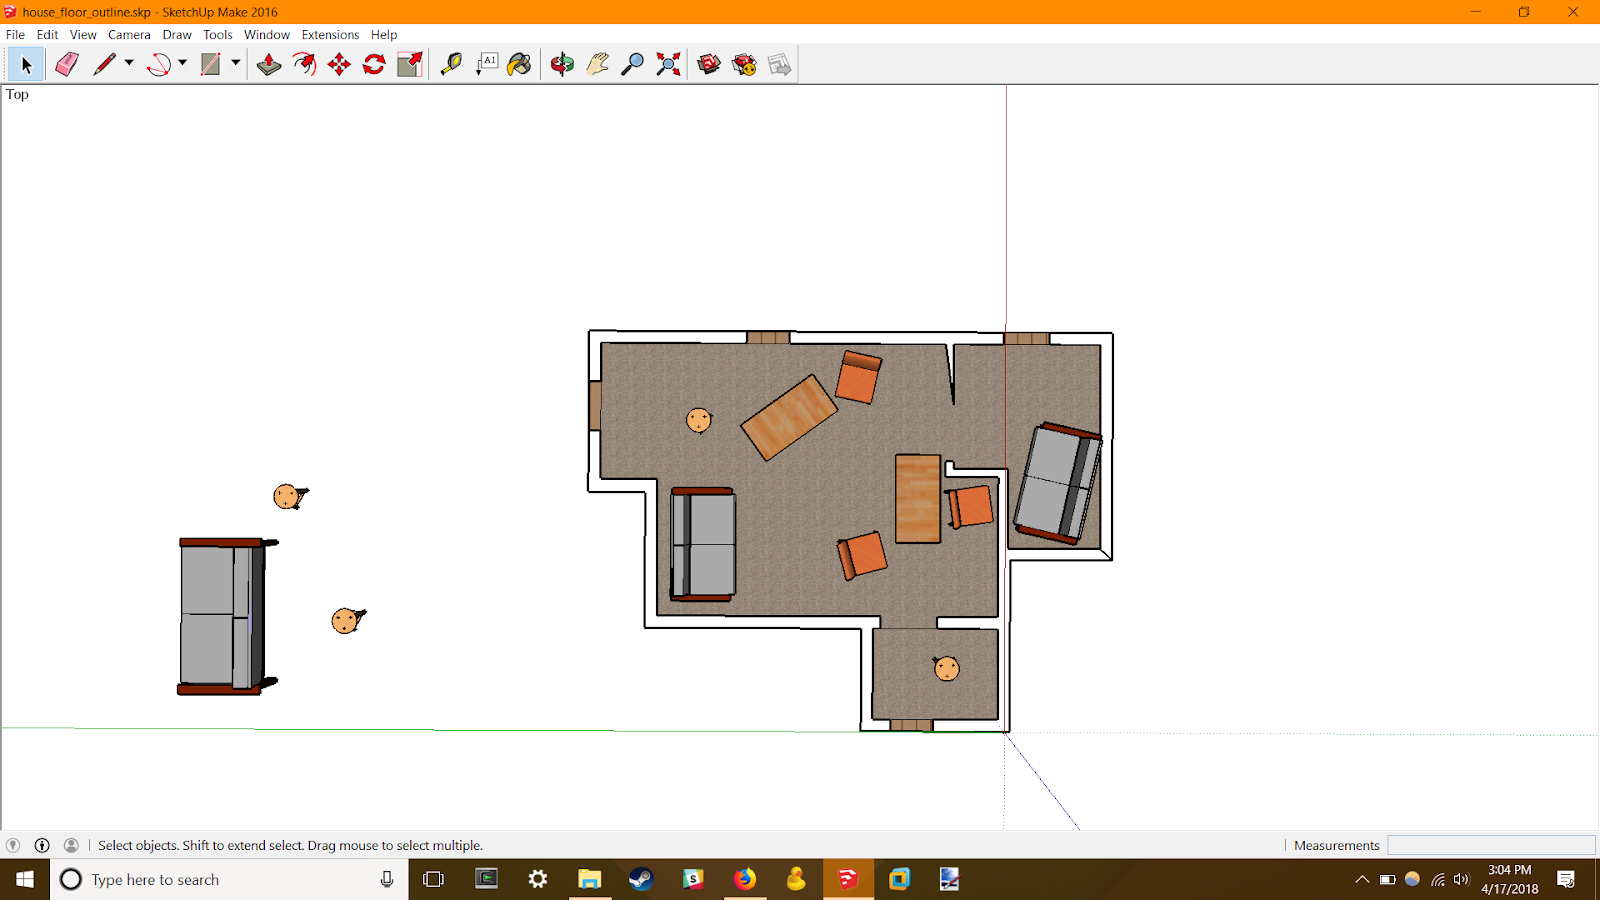 house_floor_outline.skp - SketchUp Make 2016
File Edit View Camera Draw Tools Window Extensions Help
A1
Top
Select objects. Shift to extend select. Drag mouse to select multiple.
Measurements
Type here to search
S
3:04 PM
4/17/2018